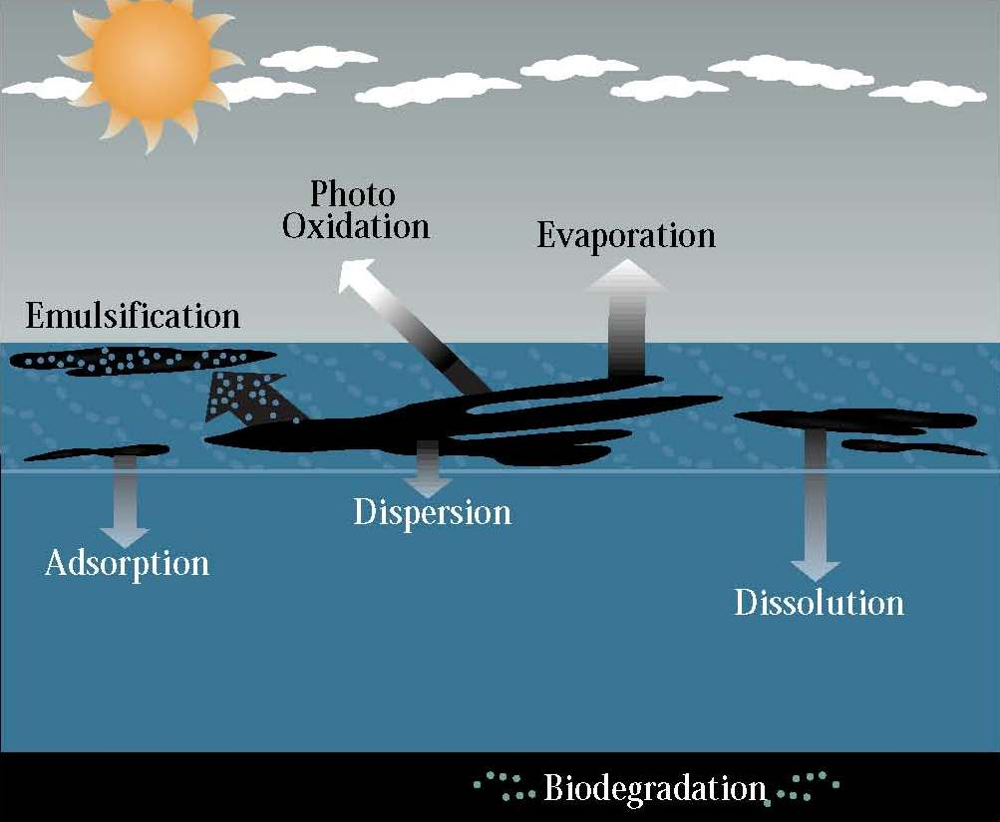 Photo
Oxidation
Evaporation
Emulsification
Dispersion
Adsorption
Dissolution
Biodegradation